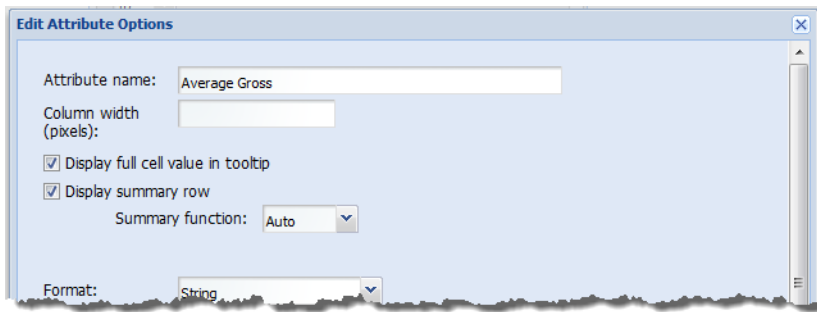 Edit Attribute Options
Attribute name: Average Gross
Column width
(pixels):
Display full cell value in tooltip
Display summary row
Summary function: Auto
Format: String